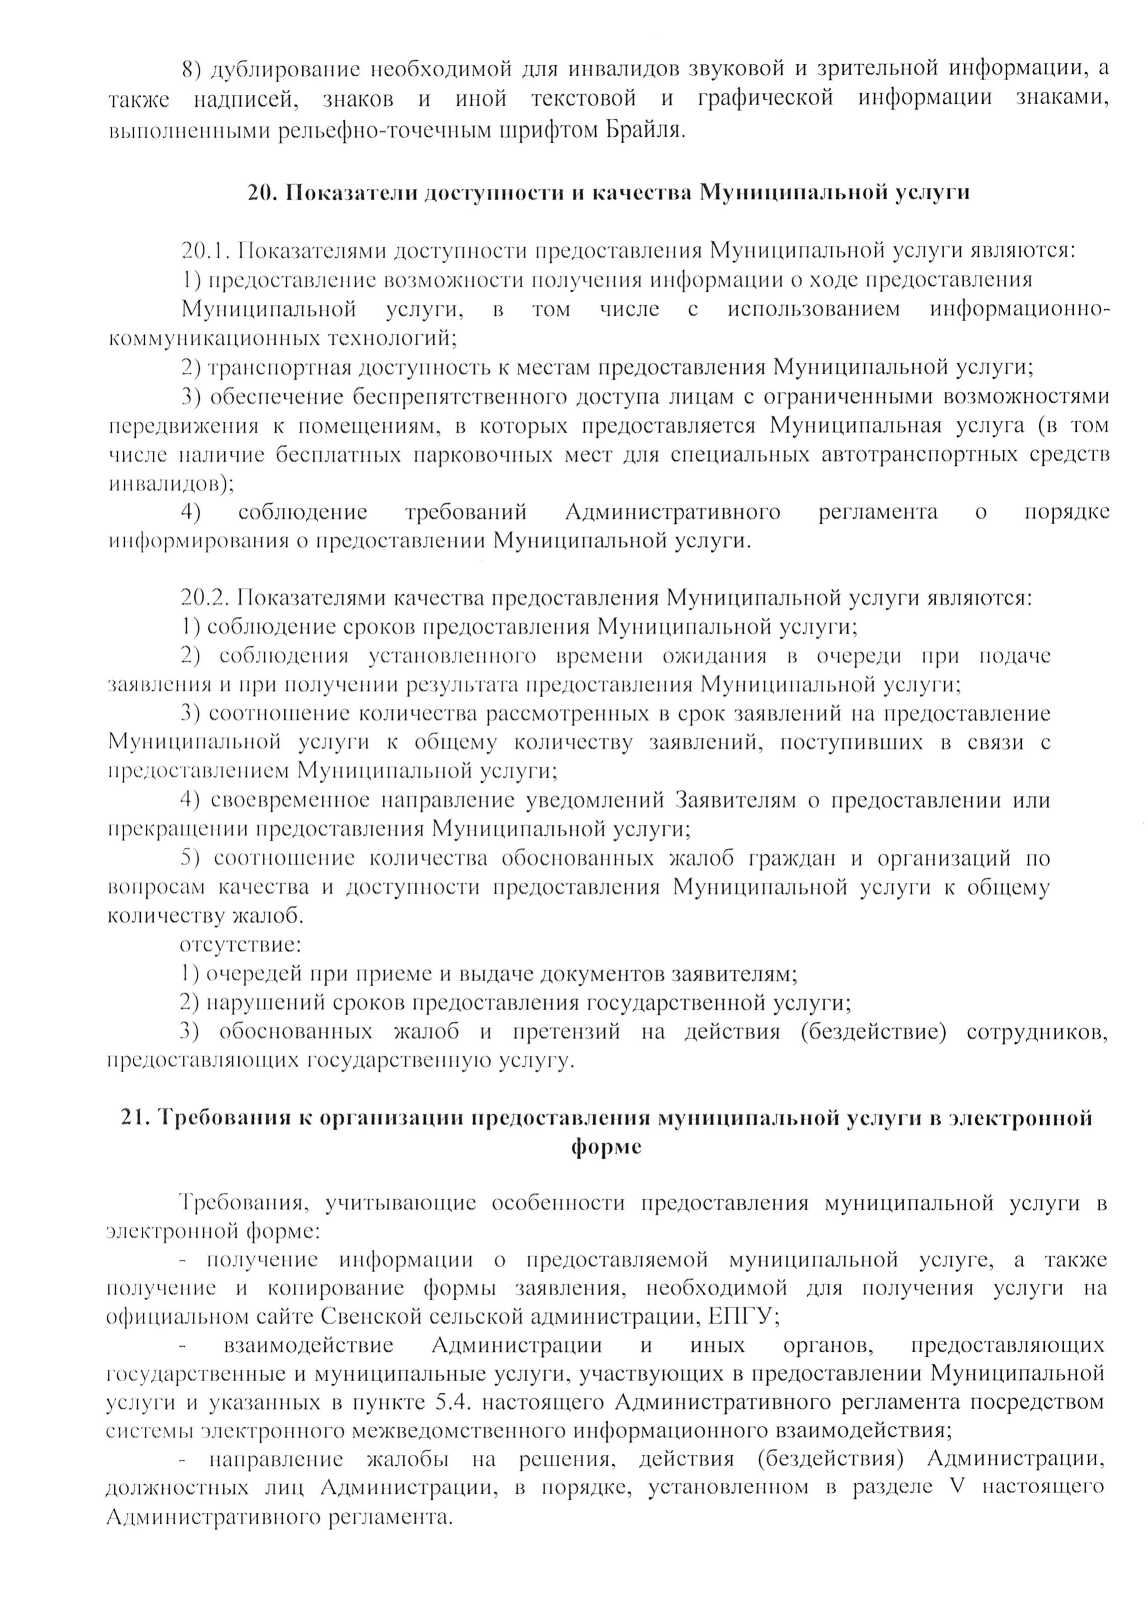 8) дублирование необходимой для инвалидов звуковой и зрительной информации, а
также надписей, знаков и иной текстовой и графической информации знаками,
выполненными рельефно-точечным шрифтом Брайля.
20. Показатели доступности и качества Муниципальной услуги
20.1. Показателями доступности предоставления Муниципальной услуги являются:
1) предоставление возможности получения информации о ходе предоставления
Муниципальной услуги, в том числе с использованием информационно-
коммуникационных технологий;
2) транспортная доступность к местам предоставления Муниципальной услуги;
3) обеспечение беспрепятственного доступа лицам с ограниченными возможностями
передвижения к помещениям, в которых предоставляется Муниципальная услуга (в том
числе наличие бесплатных парковочных мест для специальных автотранспортных средств
инвалидов);
4) соблюдение требований Административного регламента о порядке
информирования о предоставлении Муниципальной услуги.
20.2. Показателями качества предоставления Муниципальной услуги являются:
1) соблюдение сроков предоставления Муниципальной услуги;
2) соблюдения установленного времени ожидания в очереди при подаче
заявления и при получении результата предоставления Муниципальной услуги;
3) соотношение количества рассмотренных в срок заявлений на предоставление
Муниципальной услуги к общему количеству заявлений, поступивших в связи с
предоставлением Муниципальной услуги;
4) своевременное направление уведомлений Заявителям о предоставлении или
прекращении предоставления Муниципальной услуги;
5) соотношение количества обоснованных жалоб граждан и организаций по
вопросам качества и доступности предоставления Муниципальной услуги к общему
количеству жалоб.
отсутствие:
1) очередей при приеме и выдаче документов заявителям;
2) нарушений сроков предоставления государственной услуги;
3) обоснованных жалоб и претензий на действия (бездействие) сотрудников,
предоставляющих государственную услугу.
21. Требования к организации предоставления муниципальной услуги в электронной
форме
Требования, учитывающие особенности предоставления муниципальной услуги в
электронной форме:
- получение информации о предоставляемой муниципальной услуге, а также
получение и копирование формы заявления, необходимой для получения услуги на
официальном сайте Свенской сельской администрации, ЕПГУ;
- взаимодействие Администрации и иных органов, предоставляющих
государственные и муниципальные услуги, участвующих в предоставлении Муниципальной
услуги и указанных в пункте 5.4. настоящего Административного регламента посредством
системы электронного межведомственного информационного взаимодействия;
- направление жалобы на решения, действия (бездействия) Администрации,
должностных лиц Администрации, в порядке, установленном в разделе V настоящего
Административного регламента.